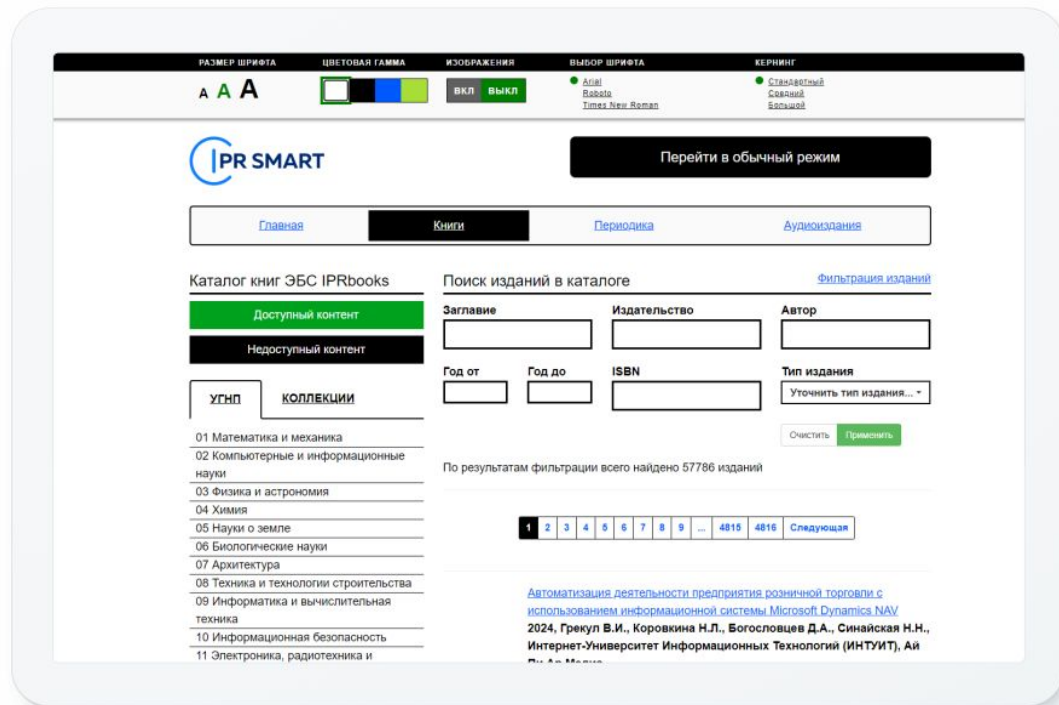 РАЗМЕР ШРИФТА ЦВЕТОВАЯ ГАММА ИЗОБРАЖЕНИЯ ВЫБОР ШРИФТА КЕРНИНГ
А А А
ВКЛ ВЫКЛ
Arial
Roboto
Times New Roman
Стандартный
Средний
Большой
IPR SMART
Перейти в обычный режим
Главная Книги Периодика Аудиоиздания
Каталог книг ЭБС IPRbooks
Доступный контент
Недоступный контент
УГНП КОЛЛЕКЦИИ
01 Математика и механика
02 Компьютерные и информационные
науки
03 Физика и астрономия
04 Химия
05 Науки о земле
06 Биологические науки
07 Архитектура
08 Техника и технологии строительства
09 Информатика и вычислительная
техника
10 Информационная безопасность
11 Электроника, радиотехника и
Поиск изданий в каталоге Фильтрация изданий
Заглавие Издательство Автор
Год от Год до ISBN Тип издания
Уточнить тип издания...
Очистить Применить
По результатам фильтрации всего найдено 57786 изданий
1 2 3 4 5 6 7 8 9 ... 4815 4816 Следующая
Автоматизация деятельности предприятия розничной торговли с
использованием информационной системы Microsoft Dynamics NAV
2024, Грекул В.И., Коровкина Н.Л., Богословцев Д.А., Синайская Н.Н.,
Интернет-Университет Информационных Технологий (ИНТУИТ), Ай
Пи Ар Медиа